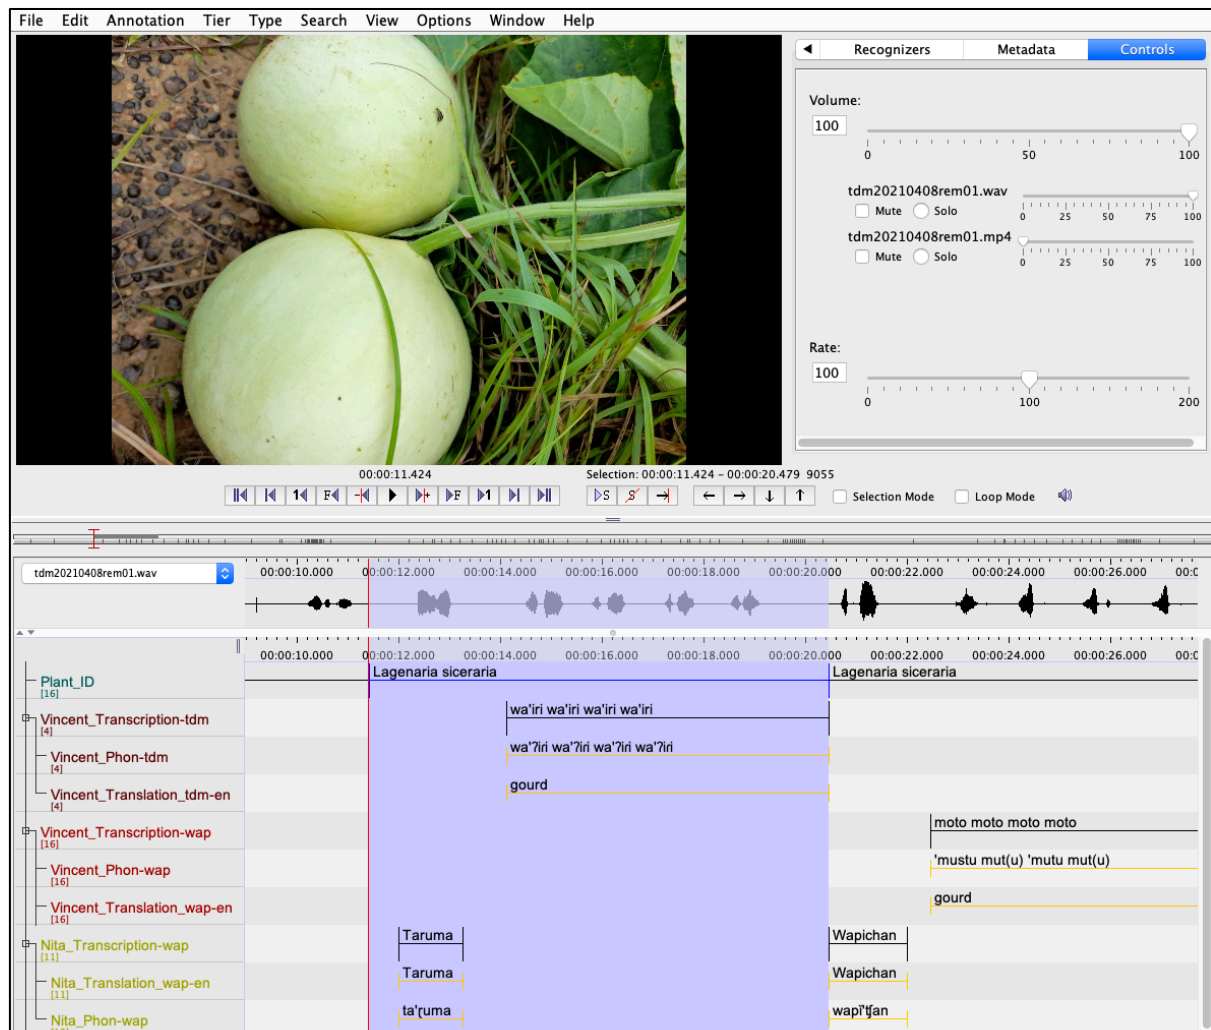 File Edit Annotation Tier Type Search View Options Window Help
Recognizers Metadata Controls
Volume:
100
0 50 100
tdm20210408rem01.wav
Mute Solo
0 25 50 75 100
tdm20210408rem01.mp4
Mute Solo
0 25 50 75 100
Rate:
100
0 100 200
00:00:11.424 Selection: 00:00:11.424 – 00:00:20.479 9055
1 F + F 1 S S Selection Mode Loop Mode
tdm20210408rem01.wav 00:00:10.000 00:00:12.000 00:00:14.000 00:00:16.000 00:00:18.000 00:00:20.000 00:00:22.000 00:00:24.000 00:00:26.000 00:0
00:00:10.000 00:00:12.000 00:00:14.000 00:00:16.000 00:00:18.000 00:00:20.000 00:00:22.000 00:00:24.000 00:00:26.000 00:0
Plant_ID Lagenaria siceraria Lagenaria siceraria
[16]
Vincent_Transcription-tdm wa'iri wa'iri wa'iri wa'iri
[4]
Vincent_Phon-tdm wa'ʔiri wa'ʔiri wa'ʔiri wa'ʔiri
[4]
Vincent_Translation_tdm-en gourd
[4]
Vincent_Transcription-wap moto moto moto moto
[16]
Vincent_Phon-wap 'mustu mut(u) 'mutu mut(u)
[16]
Vincent_Translation_wap-en gourd
[16]
Nita_Transcription-wap Taruma Wapichan
[11]
Nita_Translation_wap-en Taruma Wapichan
[11]
Nita_Phon-wap ta'ɽuma wapĩ'ʧan